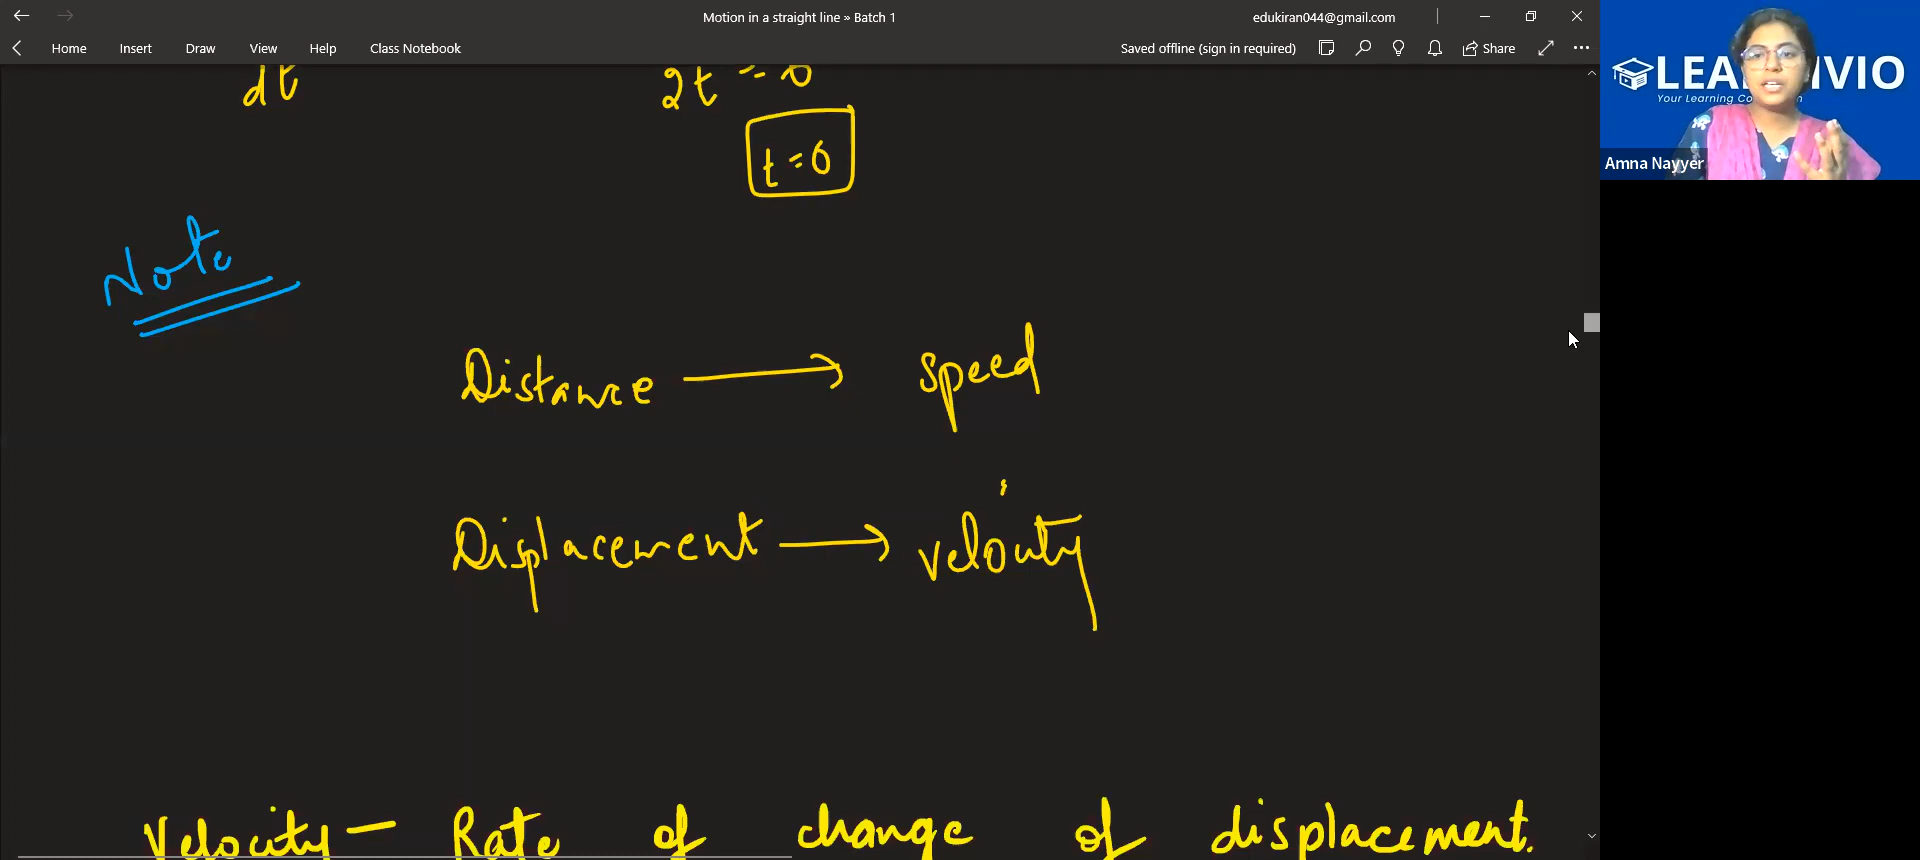 Motion in a straight line » Batch 1
edukiran044@gmail.com
Home Insert Draw View Help Class Notebook
Saved offline (sign in required)
Share
dt
2t = 0
t = 0
Note
Distance → speed
Displacement → velocity
Velocity — Rate of change of displacement.
Your Learning
Amna Nayyer